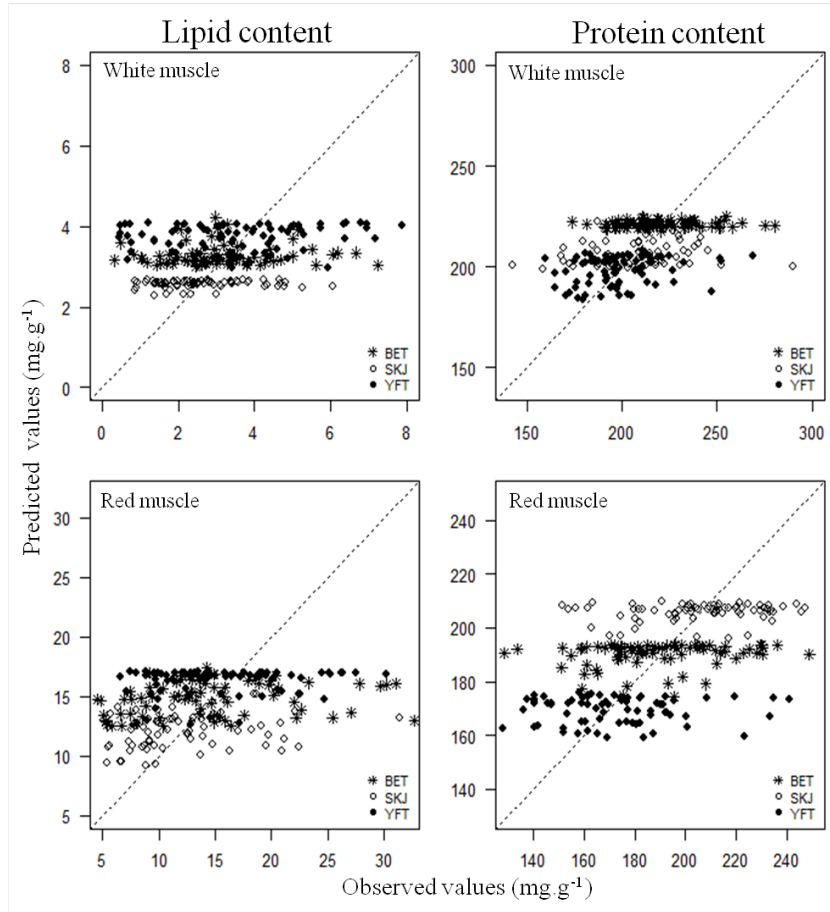 Lipid content
Protein content
White muscle
8
6
4
2
0
0 2 4 6 8
BET
SKJ
YFT
White muscle
300
250
200
150
150 200 250 300
BET
SKJ
YFT
Predicted values (mg.g-1)
Red muscle
30
25
20
15
10
5
5 10 15 20 25 30
BET
SKJ
YFT
Red muscle
240
220
200
180
160
140
140 160 180 200 220 240
BET
SKJ
YFT
Observed values (mg.g-1)